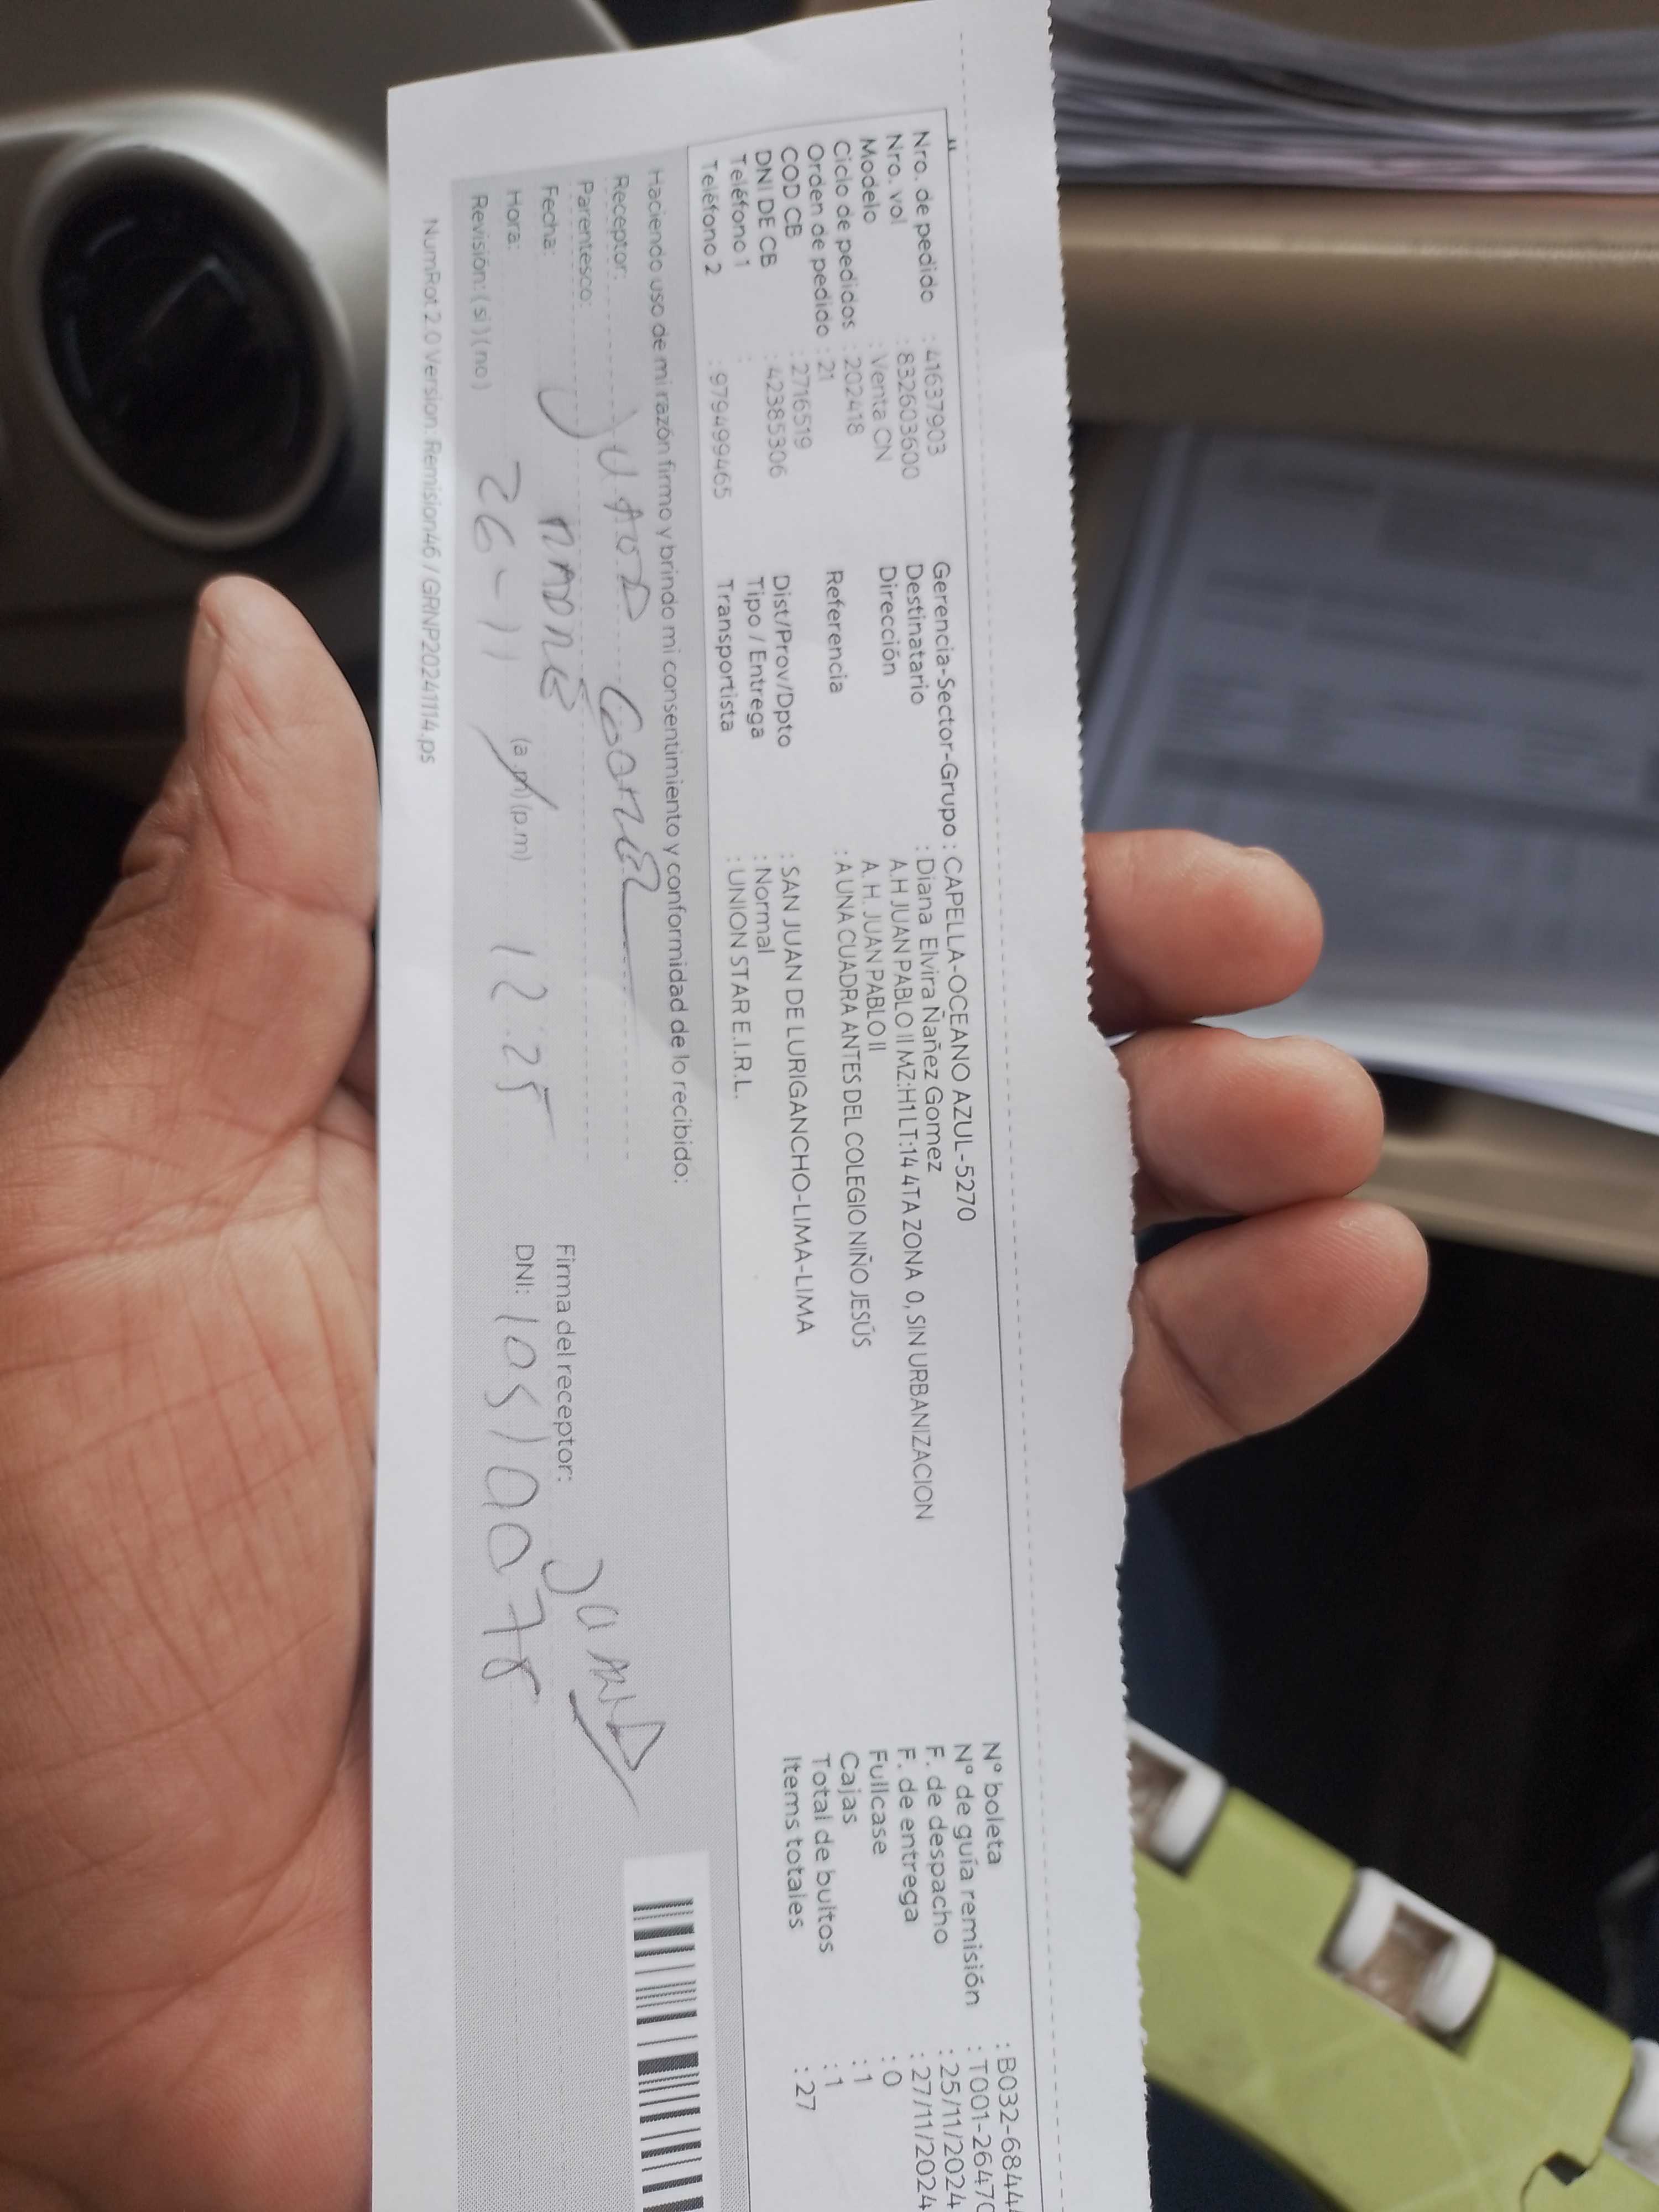 Nro. de pedido : 41637903
Nro. vol : 832603600
Modelo : Venta CN
Ciclo de pedidos : 202418
Orden de pedido : 21
COD CB : 2716519
DNI DE CB : 42385306
Teléfono 1 :
Teléfono 2 : 979499465
Gerencia-Sector-Grupo : CAPELLA-OCEANO AZUL-5270
Destinatario : Diana Elvira Ñañez Gomez
Dirección A.H JUAN PABLO II MZ:H1 LT:14 4TA ZONA 0, SIN URBANIZACION
A. H. JUAN PABLO II
Referencia : A UNA CUADRA ANTES DEL COLEGIO NIÑO JESÚS
Dist/Prov/Dpto : SAN JUAN DE LURIGANCHO-LIMA-LIMA
Tipo / Entrega : Normal
Transportista : UNION STAR E.I.R.L.
N° boleta : B032-6844
N° de guía remisión : T001-2647
F. de despacho : 25/11/2024
F. de entrega : 27/11/2024
Fullcase : 0
Cajas : 1
Total de bultos : 1
Items totales : 27
Haciendo uso de mi razón firmo y brindo mi consentimiento y conformidad de lo recibido:
Receptor:
Parentesco: MADRE
Fecha: 26-11
Hora: (a.m) (p.m) 12.25
Revisión: ( si ) ( no )
Firma del receptor:
DNI: 10510078
NumRot 2.0 Version: Remision46 / GRNP20241114.ps